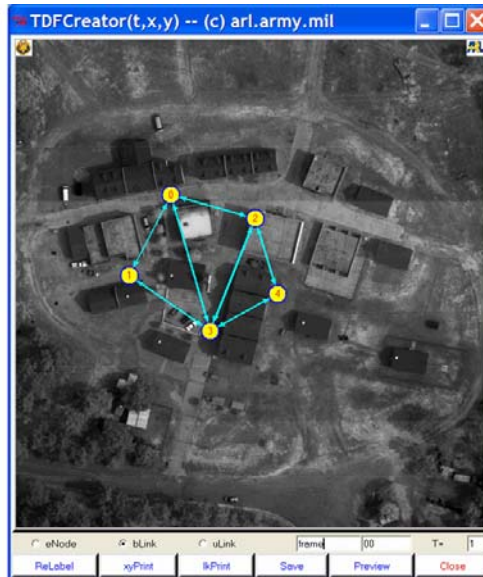 TDFCreator(t,x,y) -- (c) arl.army.mil
0
2
1
4
3
eNode bLink uLink frame 00 T= 1
ReLabel xyPrint lkPrint Save Preview Close